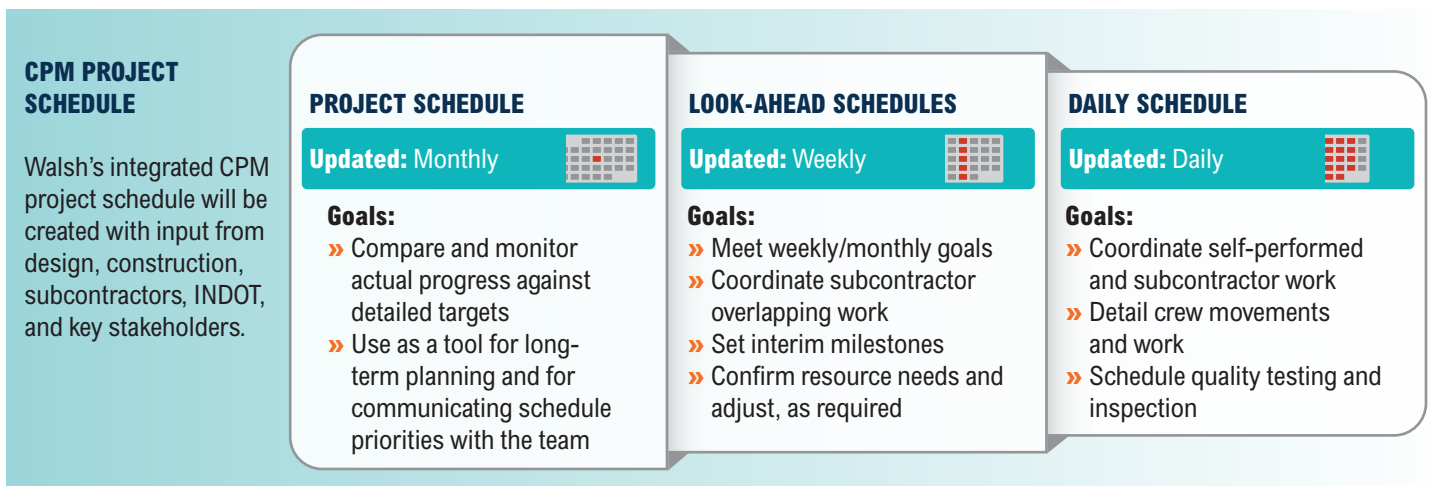 CPM PROJECT
SCHEDULE
Walsh’s integrated CPM
project schedule will be
created with input from
design, construction,
subcontractors, INDOT,
and key stakeholders.
PROJECT SCHEDULE
Updated: Monthly
Goals:
» Compare and monitor
actual progress against
detailed targets
» Use as a tool for long-
term planning and for
communicating schedule
priorities with the team
LOOK-AHEAD SCHEDULES
Updated: Weekly
Goals:
» Meet weekly/monthly goals
» Coordinate subcontractor
overlapping work
» Set interim milestones
» Confirm resource needs and
adjust, as required
DAILY SCHEDULE
Updated: Daily
Goals:
» Coordinate self-performed
and subcontractor work
» Detail crew movements
and work
» Schedule quality testing and
inspection